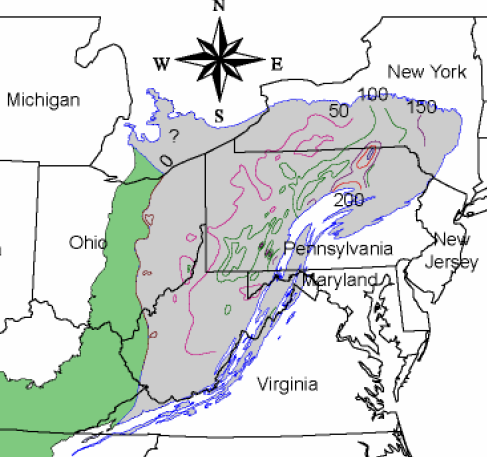 N
W
E
S
New York
Michigan
50
100
150
?
0
200
Ohio
Pennsylvania
New
Jersey
Maryland
Virginia